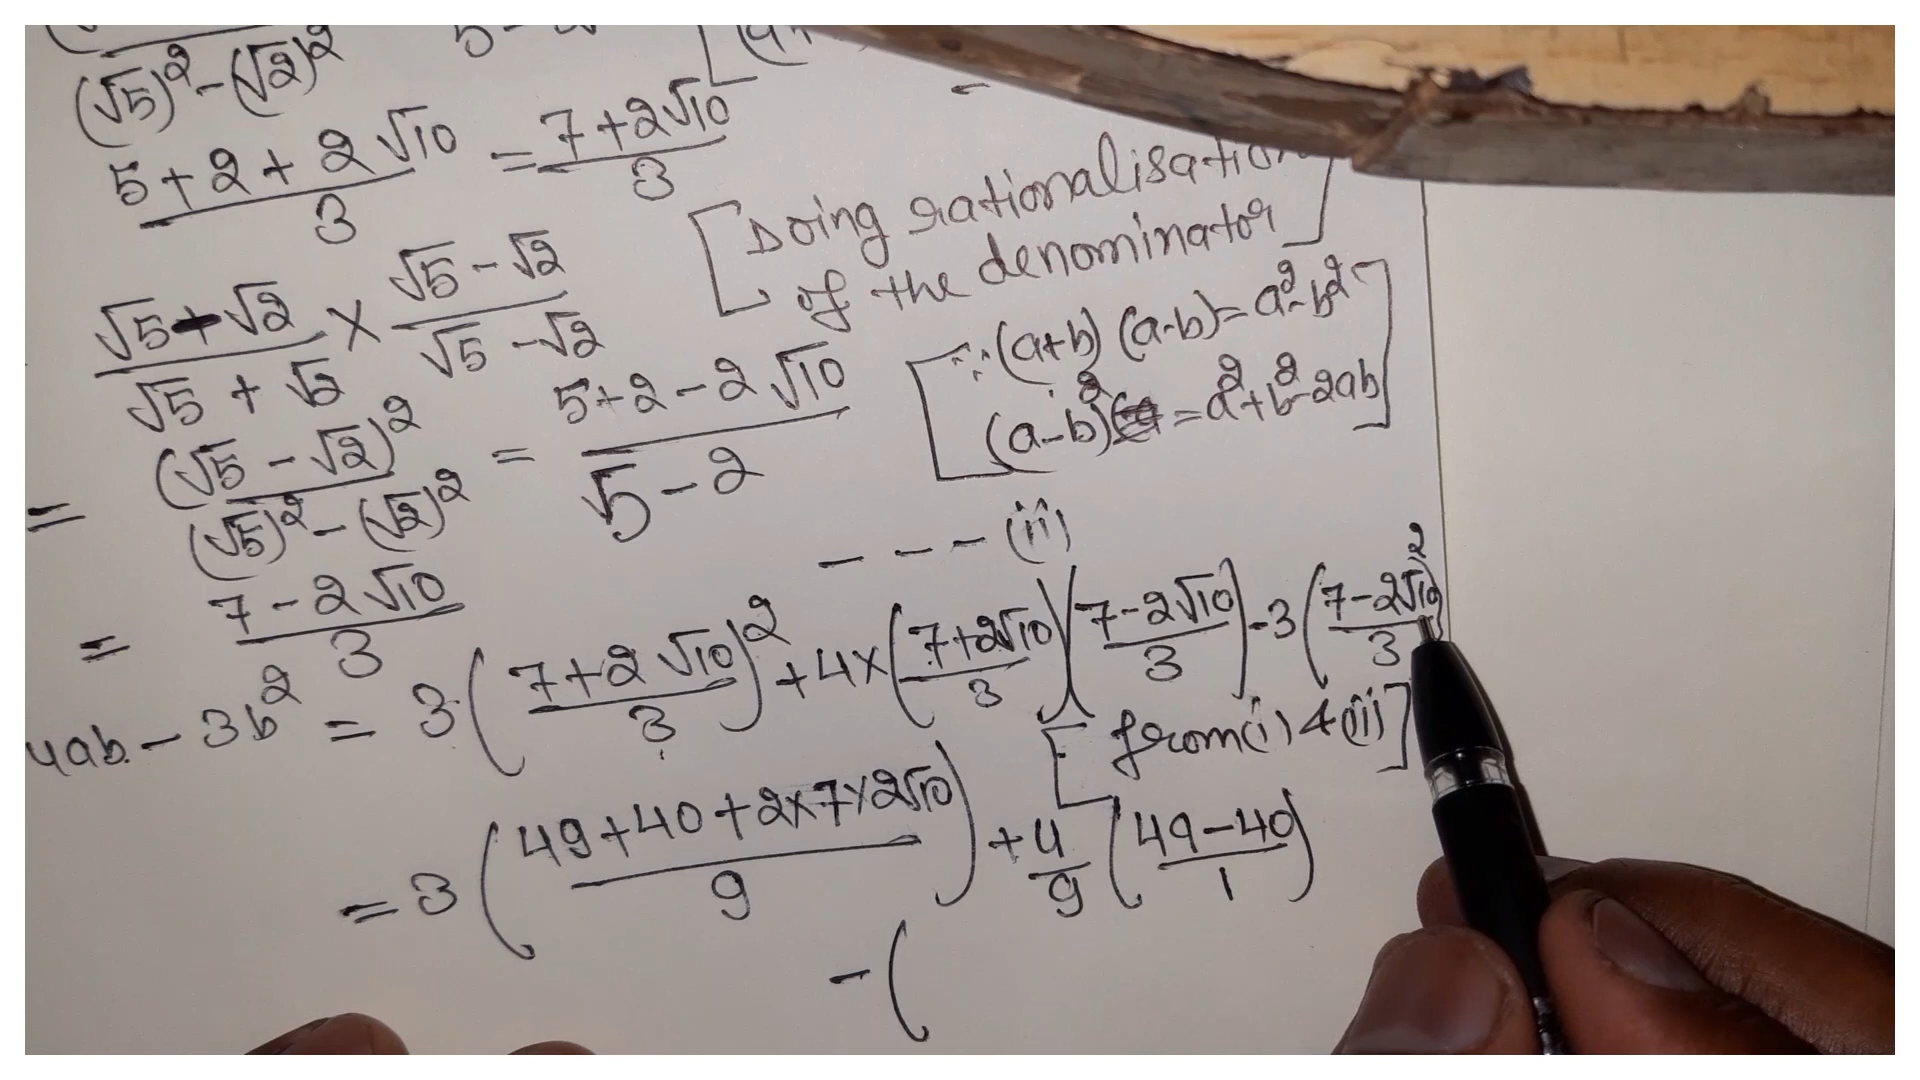 (√5)²-(√2)²
5+2+2√10/3 = 7+2√10/3
[Doing rationalisation
of the denominator]
√5-√2/√5+√2 × √5-√2/√5-√2
[∵(a+b)(a-b)=a²-b²
(a-b)²=a²+b²-2ab]
= (√5-√2)²/(√5)²-(√2)² = 5+2-2√10/√5-2
- - - (ii)
= 7-2√10/3
4ab-3b² = 3(7+2√10/3)²+4×(7+2√10/3)(7-2√10/3)-3(7-2√10/3)²
[from(i)&(ii)]
=3(49+40+2×7×2√10/9)+4/9(49-40/1)
-(